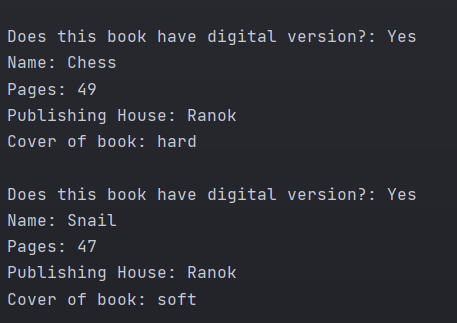 Does this book have digital version?: Yes
Name: Chess
Pages: 49
Publishing House: Ranok
Cover of book: hard

Does this book have digital version?: Yes
Name: Snail
Pages: 47
Publishing House: Ranok
Cover of book: soft